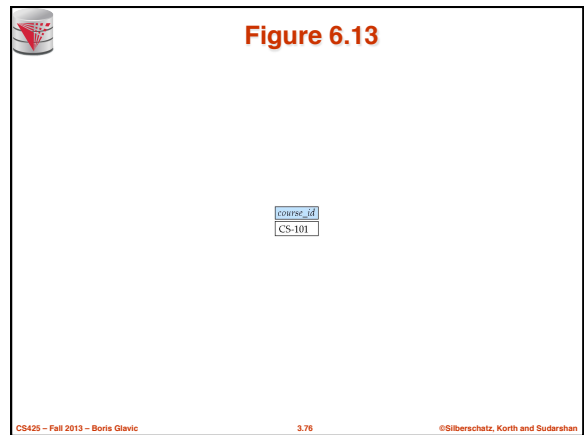 Figure 6.13
course_id
CS-101
CS425 – Fall 2013 – Boris Glavic
3.76
©Silberschatz, Korth and Sudarshan